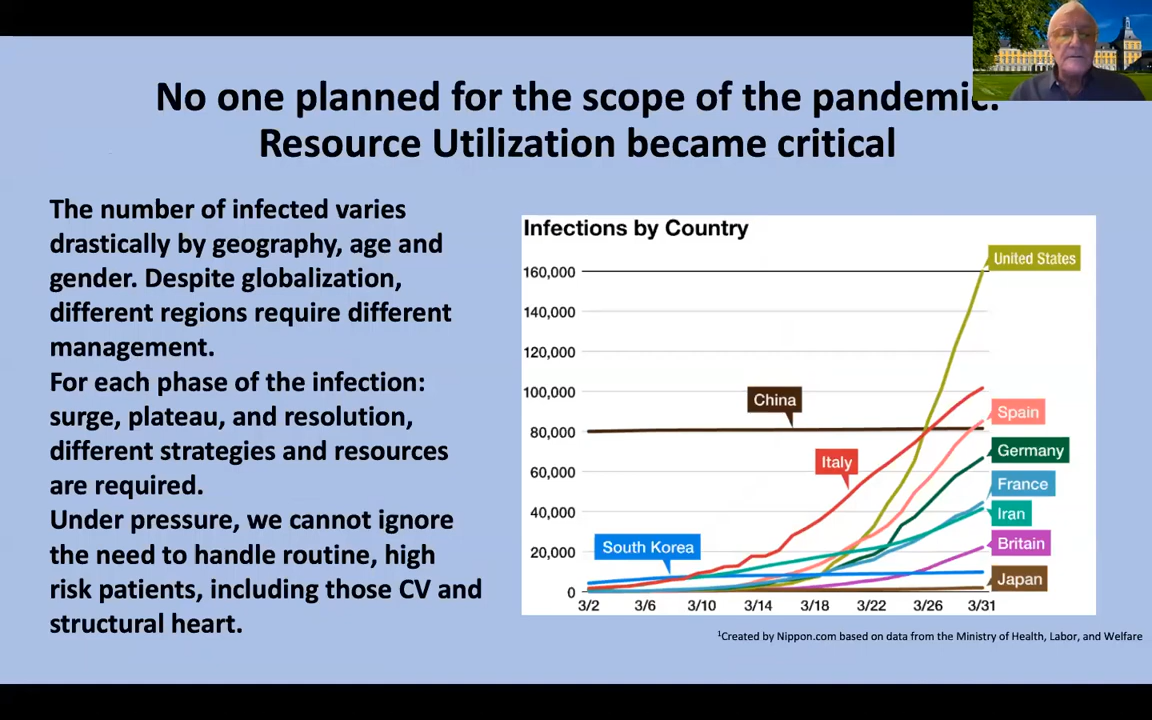 No one planned for the scope of the pandemic.
Resource Utilization became critical
The number of infected varies
drastically by geography, age and
gender. Despite globalization,
different regions require different
management.
For each phase of the infection:
surge, plateau, and resolution,
different strategies and resources
are required.
Under pressure, we cannot ignore
the need to handle routine, high
risk patients, including those CV and
structural heart.
Infections by Country
160,000
140,000
120,000
100,000
80,000
60,000
40,000
20,000
0
United States
China
Spain
Italy
Germany
France
Iran
South Korea
Britain
Japan
3/2 3/6 3/10 3/14 3/18 3/22 3/26 3/31
¹Created by Nippon.com based on data from the Ministry of Health, Labor, and Welfare